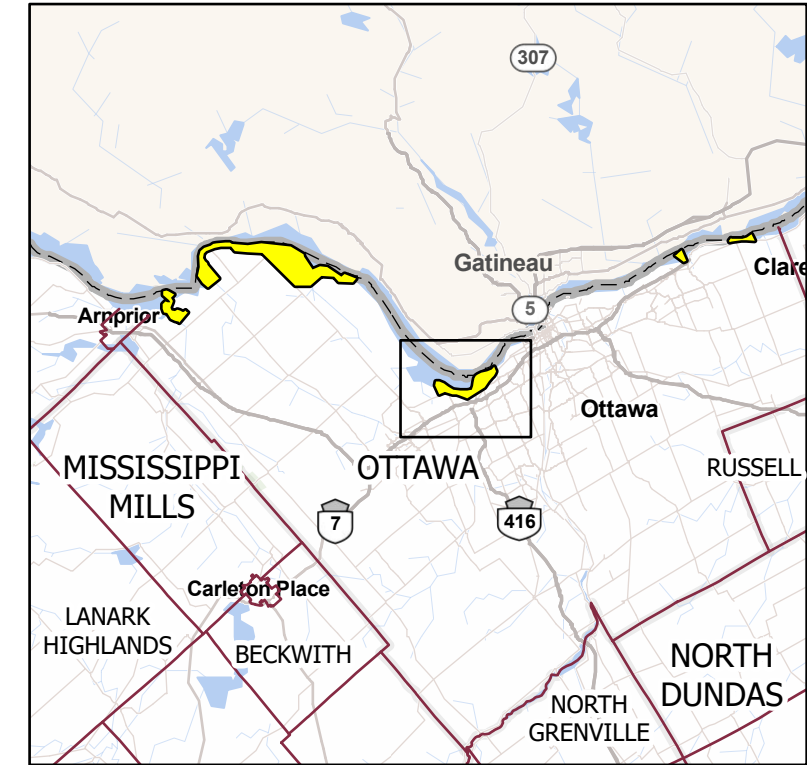 307
Gatineau
Clare
5
Arnprior
Ottawa
MISSISSIPPI
MILLS
OTTAWA
RUSSELL
7
416
Carleton Place
LANARK
HIGHLANDS
BECKWITH
NORTH
DUNDAS
NORTH
GRENVILLE